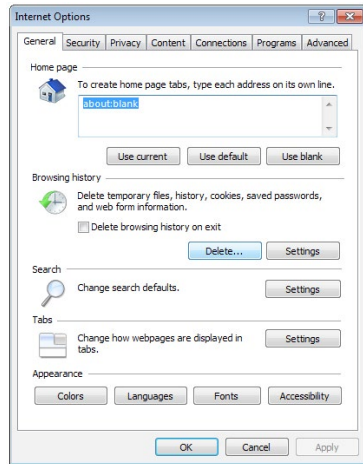 Internet Options
General Security Privacy Content Connections Programs Advanced
Home page
To create home page tabs, type each address on its own line.
about:blank
Use current Use default Use blank
Browsing history
Delete temporary files, history, cookies, saved passwords,
and web form information.
Delete browsing history on exit
Delete... Settings
Search
Change search defaults. Settings
Tabs
Change how webpages are displayed in
tabs.
Settings
Appearance
Colors Languages Fonts Accessibility
OK Cancel Apply